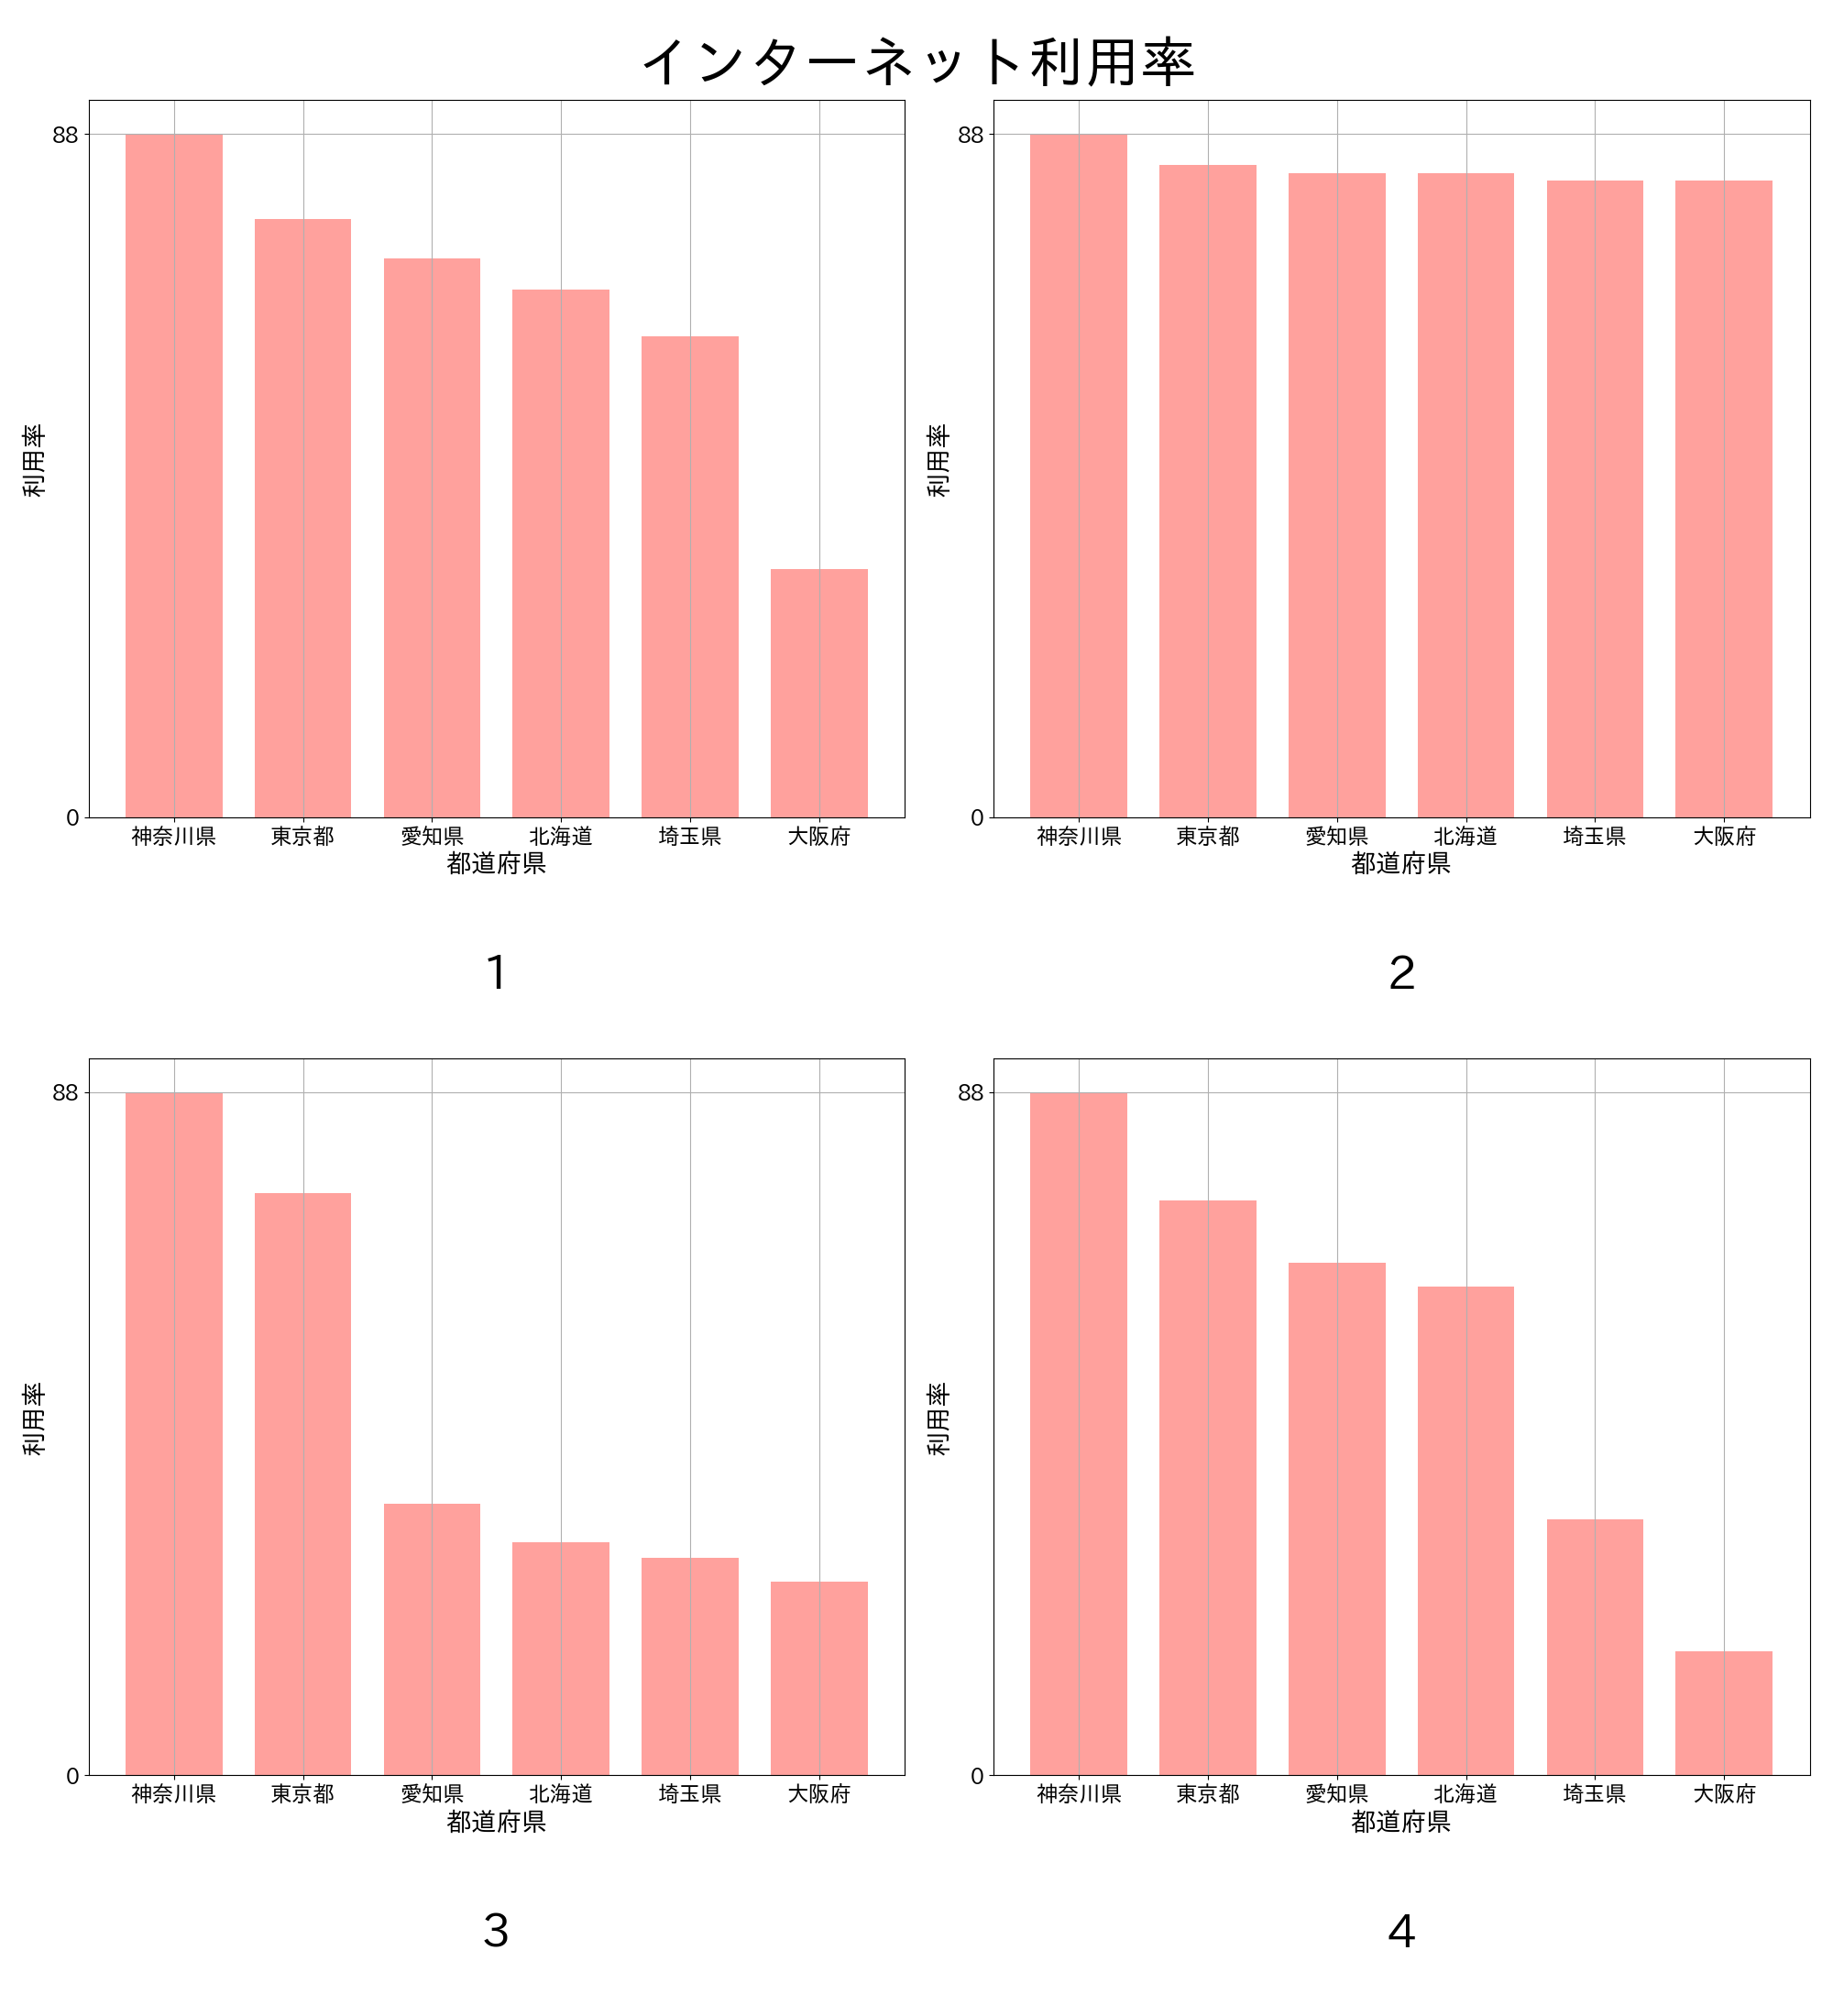 インターネット利用率
88
0
利用率
神奈川県 東京都 愛知県 北海道 埼玉県 大阪府
都道府県
1
88
0
利用率
神奈川県 東京都 愛知県 北海道 埼玉県 大阪府
都道府県
2
88
0
利用率
神奈川県 東京都 愛知県 北海道 埼玉県 大阪府
都道府県
3
88
0
利用率
神奈川県 東京都 愛知県 北海道 埼玉県 大阪府
都道府県
4